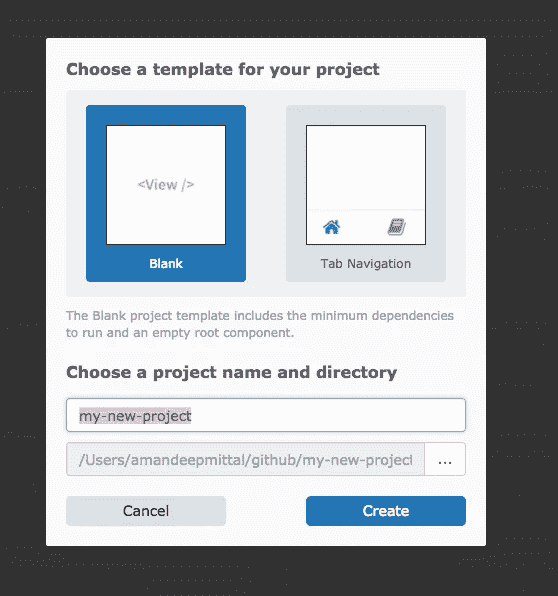 Choose a template for your project
<View />
Blank
Tab Navigation
The Blank project template includes the minimum dependencies
to run and an empty root component.
Choose a project name and directory
my-new-project
/Users/amandeepmittal/github/my-new-project
...
Cancel
Create